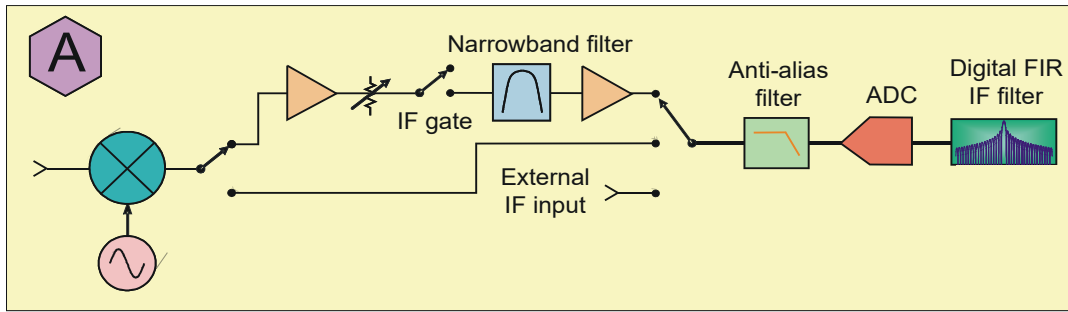 A
Narrowband filter
IF gate
External
IF input
Anti-alias
filter
ADC
Digital FIR
IF filter